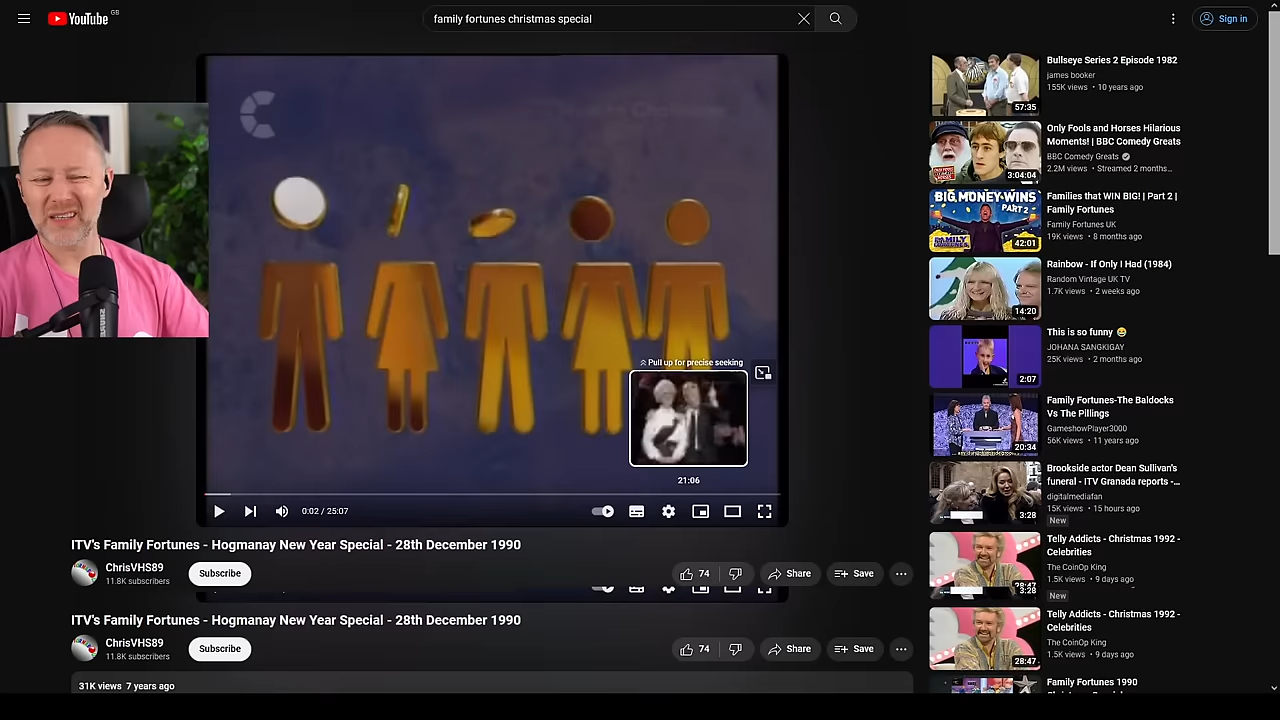 YouTube GB
family fortunes christmas special
Sign in
Pull up for precise seeking
21:06
0:02 / 25:07
ITV's Family Fortunes - Hogmanay New Year Special - 28th December 1990
ChrisVHS89
11.8K subscribers
Subscribe
74
Share
Save
ITV's Family Fortunes - Hogmanay New Year Special - 28th December 1990
ChrisVHS89
11.8K subscribers
Subscribe
74
Share
Save
31K views 7 years ago
57:35
Bullseye Series 2 Episode 1982
james booker
155K views • 10 years ago
3:04:04
Only Fools and Horses Hilarious
Moments! | BBC Comedy Greats
BBC Comedy Greats
2.2M views • Streamed 2 months...
BIG MONEY WINS
PART 2
FAMILY
FORTUNES
42:01
Families that WIN BIG! | Part 2 |
Family Fortunes
Family Fortunes UK
19K views • 8 months ago
14:20
Rainbow - If Only I Had (1984)
Random Vintage UK TV
1.7K views • 2 weeks ago
2:07
This is so funny 😅
JOHANA SANGKIGAY
25K views • 2 months ago
20:34
Family Fortunes-The Baldocks
Vs The Pillings
GameshowPlayer3000
56K views • 11 years ago
3:28
Brookside actor Dean Sullivan's
funeral - ITV Granada reports -...
digitalmediafan
15K views • 15 hours ago
New
28:47
3:28
Telly Addicts - Christmas 1992 -
Celebrities
The CoinOp King
1.5K views • 9 days ago
New
28:47
Telly Addicts - Christmas 1992 -
Celebrities
The CoinOp King
1.5K views • 9 days ago
Family Fortunes 1990